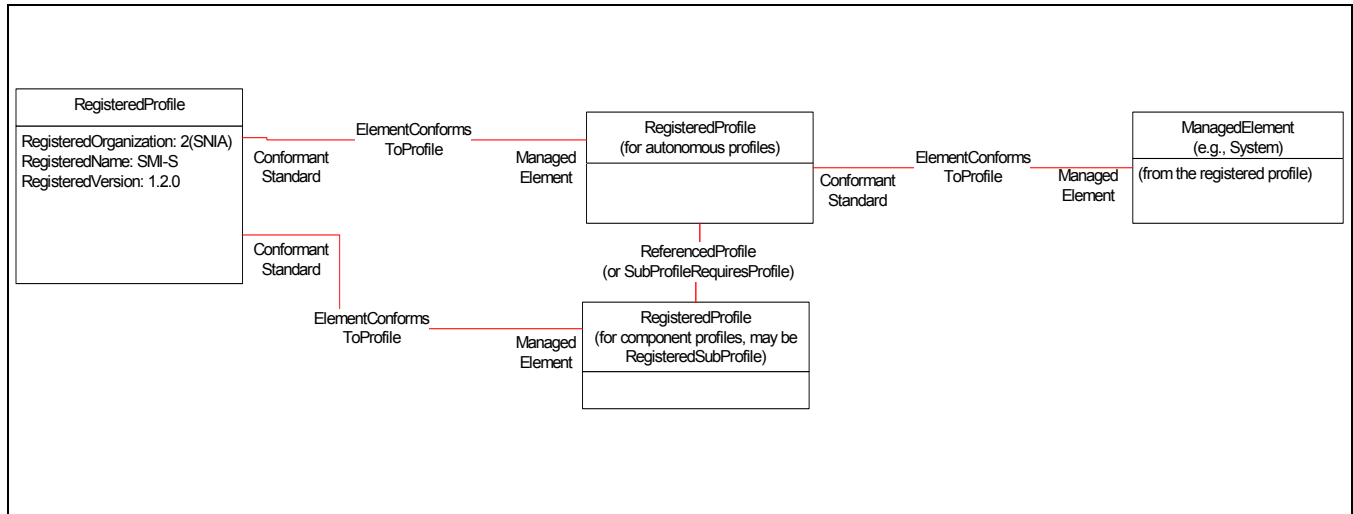 RegisteredProfile
RegisteredOrganization: 2(SNIA)
RegisteredName: SMI-S
RegisteredVersion: 1.2.0
Conformant
Standard
ElementConforms
ToProfile
Managed
Element
RegisteredProfile
(for autonomous profiles)
Conformant
Standard
ElementConforms
ToProfile
Managed
Element
ManagedElement
(e.g., System)
(from the registered profile)
Conformant
Standard
ElementConforms
ToProfile
Managed
Element
ReferencedProfile
(or SubProfileRequiresProfile)
RegisteredProfile
(for component profiles, may be
RegisteredSubProfile)